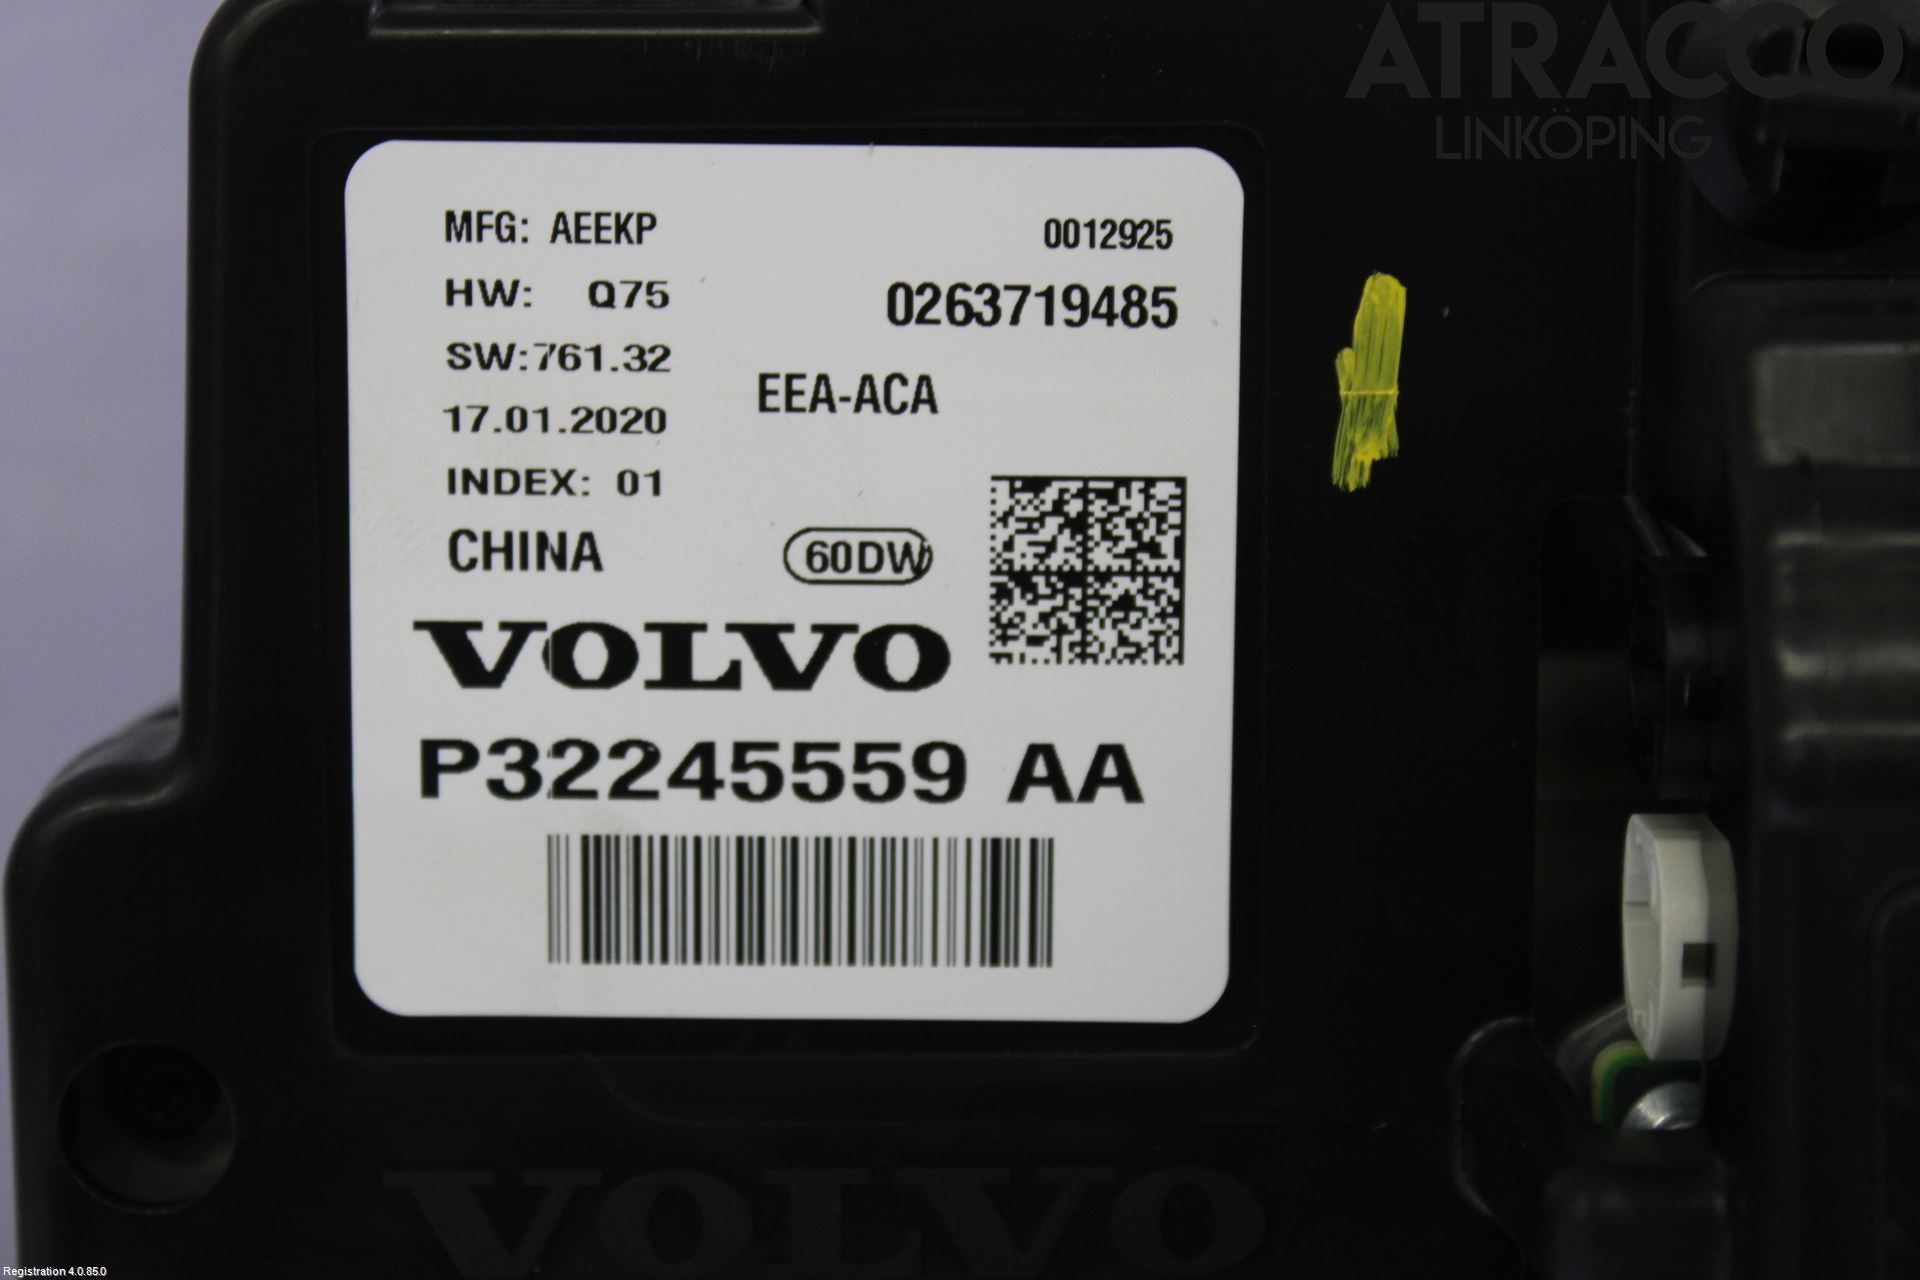 ATRACCO
LINKÖPING
MFG: AEEKP
0012925
HW: Q75
0263719485
SW:761.32
EEA-ACA
17.01.2020
INDEX: 01
CHINA
60DW
VOLVO
P32245559 AA
VOLVO
Registration 4.0.85.0